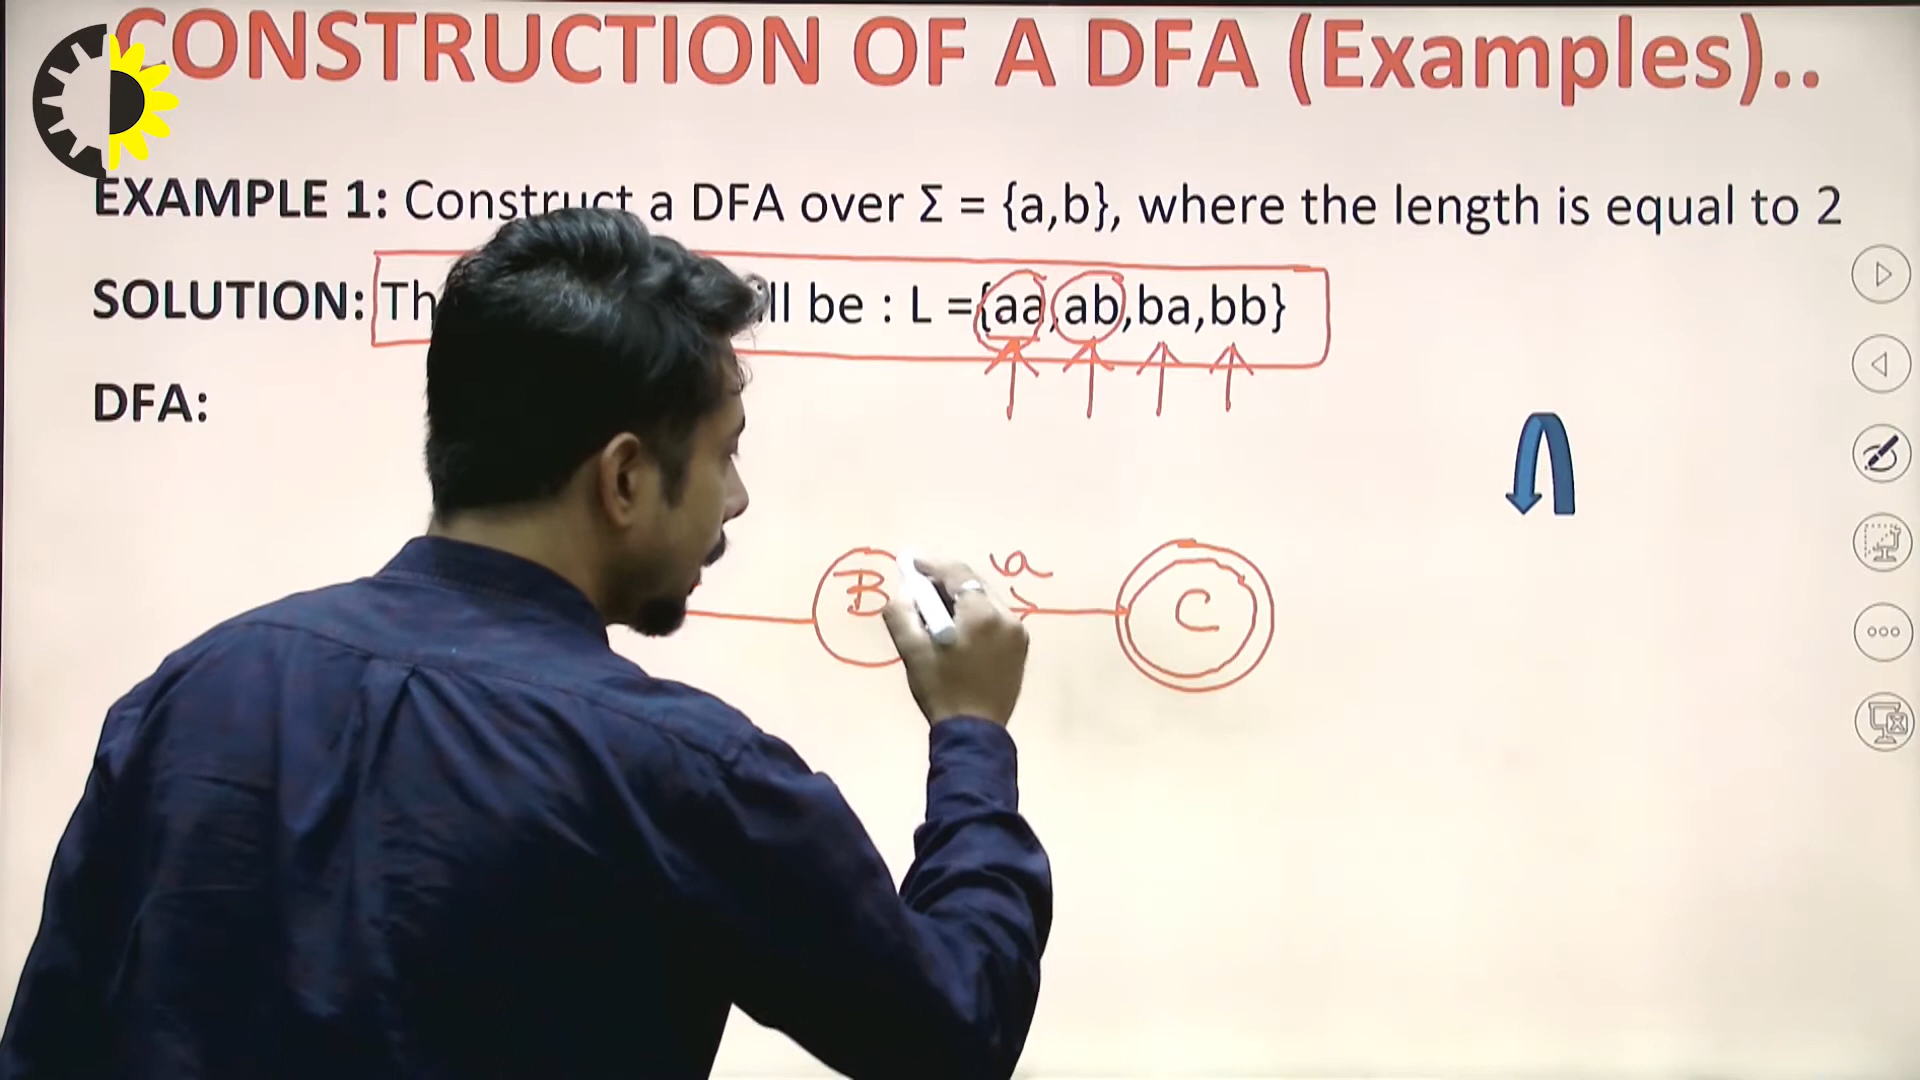 CONSTRUCTION OF A DFA (Examples)..
EXAMPLE 1: Construct a DFA over Σ = {a,b}, where the length is equal to 2
SOLUTION: Th ll be : L ={aa,ab,ba,bb}
DFA:
a
B C